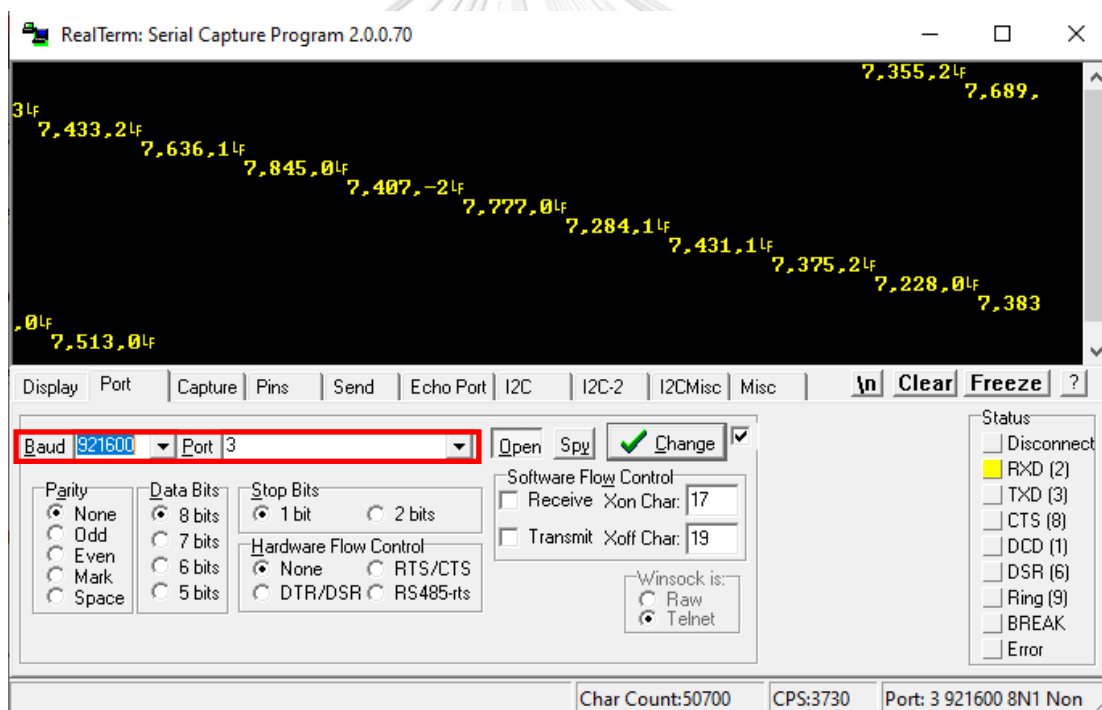 RealTerm: Serial Capture Program 2.0.0.70
7,355,2LF
7,689,
3LF
7,433,2LF
7,636,1LF
7,845,0LF
7,407,-2LF
7,777,0LF
7,284,1LF
7,431,1LF
7,375,2LF
7,228,0LF
7,383
,0LF
7,513,0LF
Display Port Capture Pins Send Echo Port I2C I2C-2 I2CMisc Misc \n Clear Freeze ?
Baud 921600 Port 3 Open Spy Change
Parity
None
Odd
Even
Mark
Space
Data Bits
8 bits
7 bits
6 bits
5 bits
Stop Bits
1 bit 2 bits
Hardware Flow Control
None RTS/CTS
DTR/DSR RS485-rts
Software Flow Control
Receive Xon Char: 17
Transmit Xoff Char: 19
Winsock is:
Raw
Telnet
Status
Disconnect
RXD (2)
TXD (3)
CTS (8)
DCD (1)
DSR (6)
Ring (9)
BREAK
Error
Char Count:50700 CPS:3730 Port: 3 921600 8N1 Non